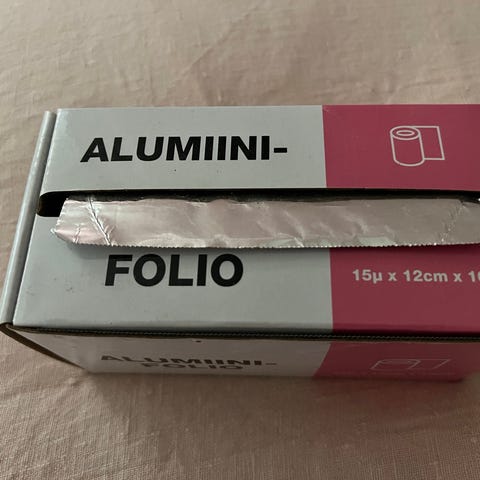 ALUMIINI-
FOLIO
15µ x 12cm x
ALUMIINI-
FOLIO